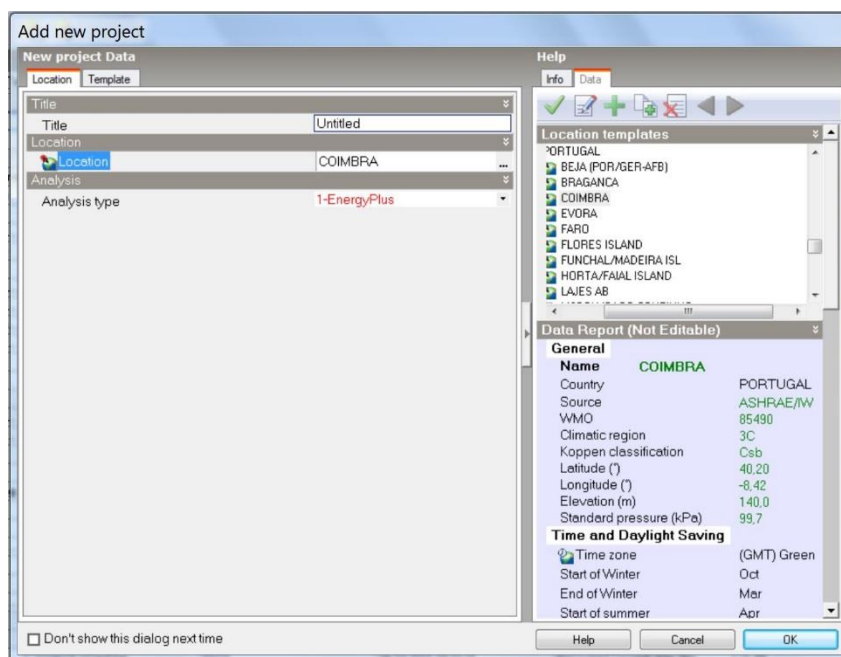 Add new project
New project Data
Location Template
Title
Title Untitled
Location
Location COIMBRA ...
Analysis
Analysis type 1-EnergyPlus
Don't show this dialog next time
Help
Info Data
Location templates
PORTUGAL
BEJA (POR/GER-AFB)
BRAGANCA
COIMBRA
EVORA
FARO
FLORES ISLAND
FUNCHAL/MADEIRA ISL
HORTA/FAIAL ISLAND
LAJES AB
Data Report (Not Editable)
General
Name COIMBRA
Country PORTUGAL
Source ASHRAE/IW
WMO 85490
Climatic region 3C
Koppen classification Csb
Latitude (°) 40,20
Longitude (°) -8,42
Elevation (m) 140,0
Standard pressure (kPa) 99,7
Time and Daylight Saving
Time zone (GMT) Green
Start of Winter Oct
End of Winter Mar
Start of summer Apr
Help Cancel OK